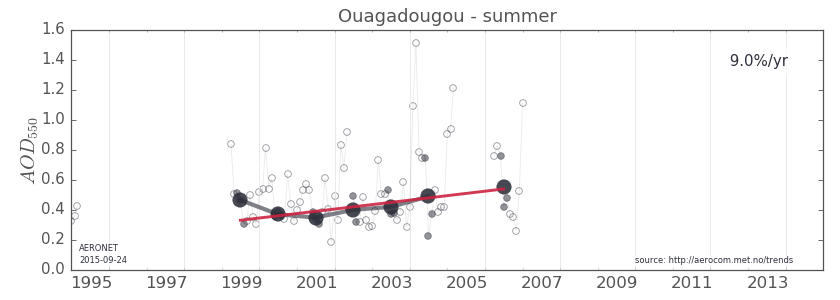 Ouagadougou - summer
1.6
1.4
1.2
1.0
0.8
0.6
0.4
0.2
0.0
AOD550
9.0%/yr
AERONET
2015-09-24
source: http://aerocom.met.no/trends
1995 1997 1999 2001 2003 2005 2007 2009 2011 2013